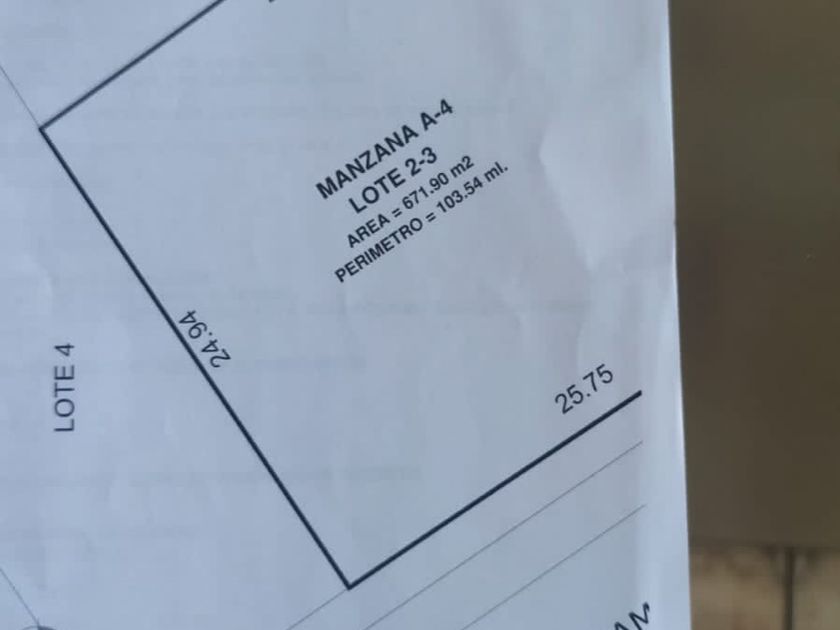 MANZANA A-4
LOTE 2-3
AREA = 671.90 m2
PERIMETRO = 103.54 ml.
24.94
LOTE 4
25.75
AM